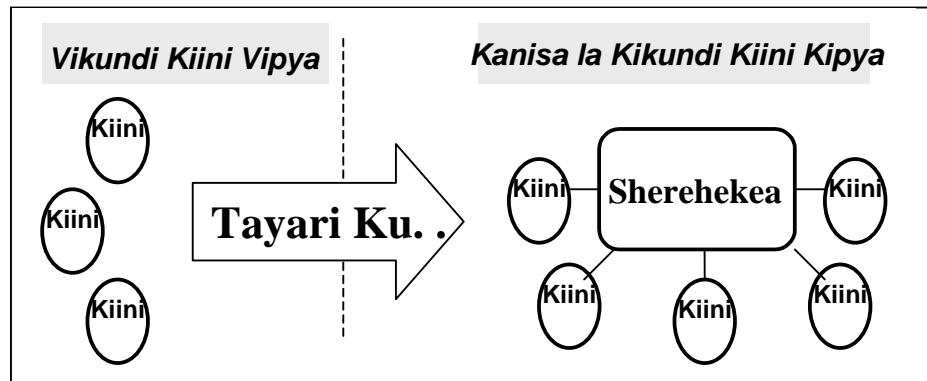 Vikundi Kiini Vipya
Kanisa la Kikundi Kiini Kipya
Kiini
Kiini
Kiini
Tayari Ku. .
Kiini
Sherehekea
Kiini
Kiini
Kiini
Kiini